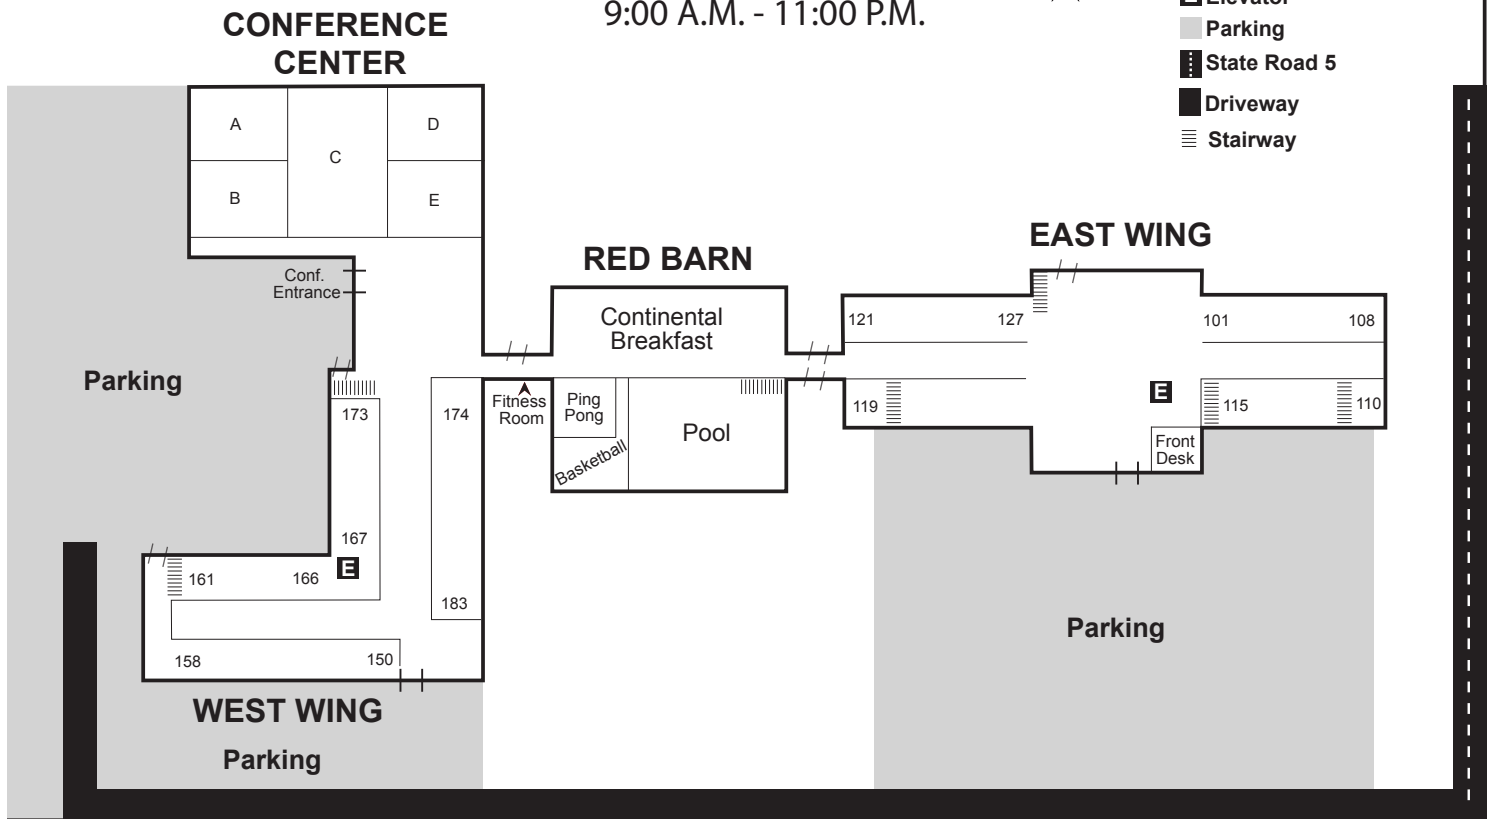 9:00 A.M. - 11:00 P.M.
Elevator
Parking
State Road 5
Driveway
Stairway
CONFERENCE
CENTER
A
B
C
D
E
Conf.
Entrance
Parking
RED BARN
Continental
Breakfast
Fitness
Room
Ping
Pong
Basketball
Pool
EAST WING
121
127
101
108
119
115
110
E
Front
Desk
Parking
173
174
167
E
161
166
183
158
150
WEST WING
Parking